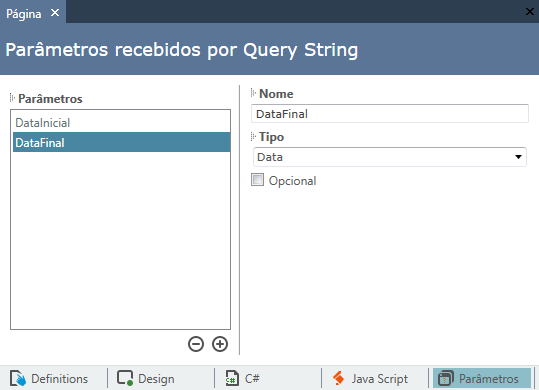 Página
Parâmetros recebidos por Query String
Parâmetros
DataInicial
DataFinal
Nome
DataFinal
Tipo
Data
Opcional
Definitions
Design
C#
Java Script
Parâmetros